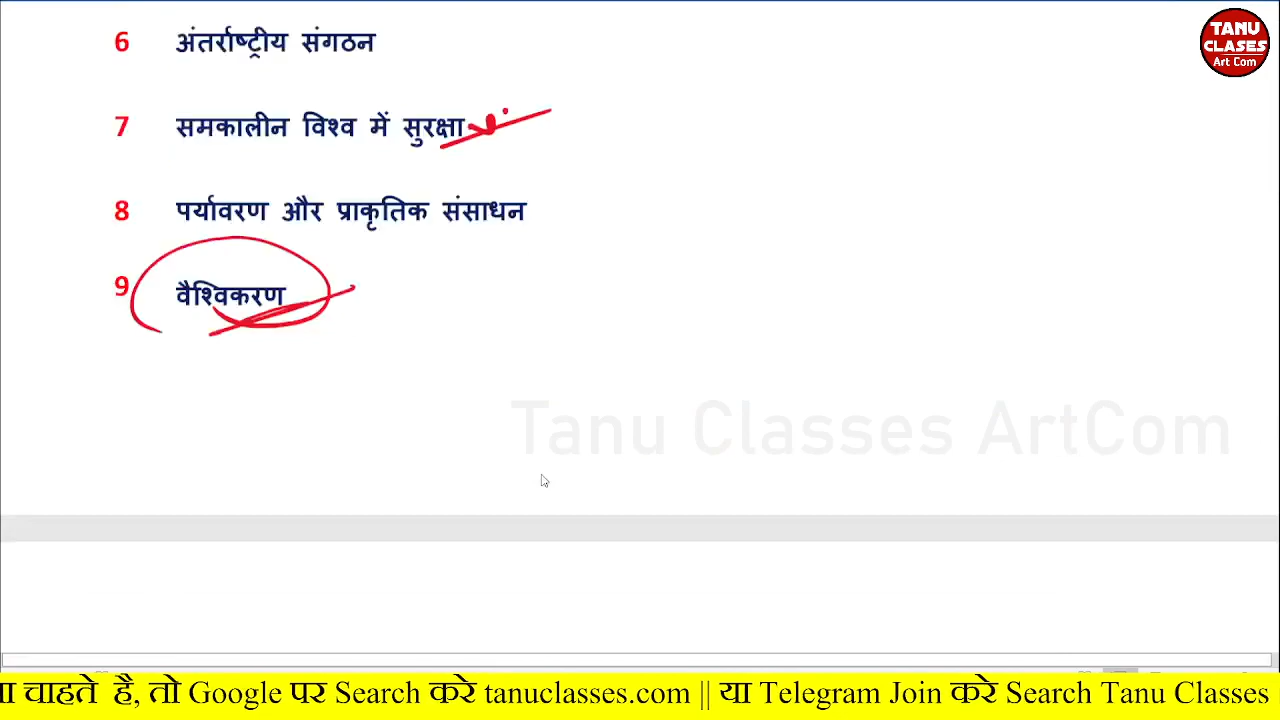 TANU
CLASES
Art Com
6 अंतर्राष्ट्रीय संगठन
7 समकालीन विश्व में सुरक्षा
8 पर्यावरण और प्राकृतिक संसाधन
9 वैश्विकरण
Tanu Classes ArtCom
चाहते है, तो Google पर Search करे tanuclasses.com || या Telegram Join करे Search Tanu Classes